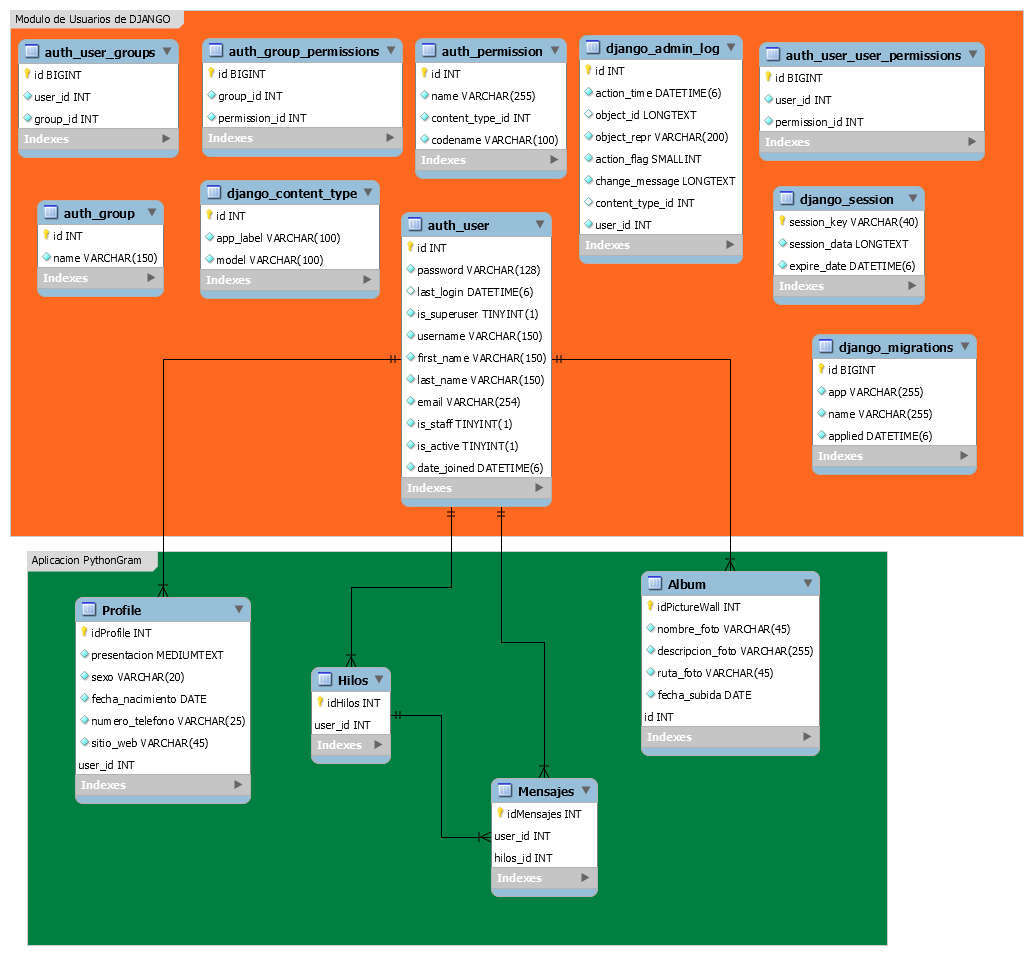 Modulo de Usuarios de DJANGO
auth_user_groups
id BIGINT
user_id INT
group_id INT
Indexes
auth_group_permissions
id BIGINT
group_id INT
permission_id INT
Indexes
auth_permission
id INT
name VARCHAR(255)
content_type_id INT
codename VARCHAR(100)
Indexes
django_admin_log
id INT
action_time DATETIME(6)
object_id LONGTEXT
object_repr VARCHAR(200)
action_flag SMALLINT
change_message LONGTEXT
content_type_id INT
user_id INT
Indexes
auth_user_user_permissions
id BIGINT
user_id INT
permission_id INT
Indexes
auth_group
id INT
name VARCHAR(150)
Indexes
django_content_type
id INT
app_label VARCHAR(100)
model VARCHAR(100)
Indexes
auth_user
id INT
password VARCHAR(128)
last_login DATETIME(6)
is_superuser TINYINT(1)
username VARCHAR(150)
first_name VARCHAR(150)
last_name VARCHAR(150)
email VARCHAR(254)
is_staff TINYINT(1)
is_active TINYINT(1)
date_joined DATETIME(6)
Indexes
django_session
session_key VARCHAR(40)
session_data LONGTEXT
expire_date DATETIME(6)
Indexes
django_migrations
id BIGINT
app VARCHAR(255)
name VARCHAR(255)
applied DATETIME(6)
Indexes
Aplicacion PythonGram
Profile
idProfile INT
presentacion MEDIUMTEXT
sexo VARCHAR(20)
fecha_nacimiento DATE
numero_telefono VARCHAR(25)
sitio_web VARCHAR(45)
user_id INT
Indexes
Hilos
idHilos INT
user_id INT
Indexes
Mensajes
idMensajes INT
user_id INT
hilos_id INT
Indexes
Album
idPictureWall INT
nombre_foto VARCHAR(45)
descripcion_foto VARCHAR(255)
ruta_foto VARCHAR(45)
fecha_subida DATE
id INT
Indexes